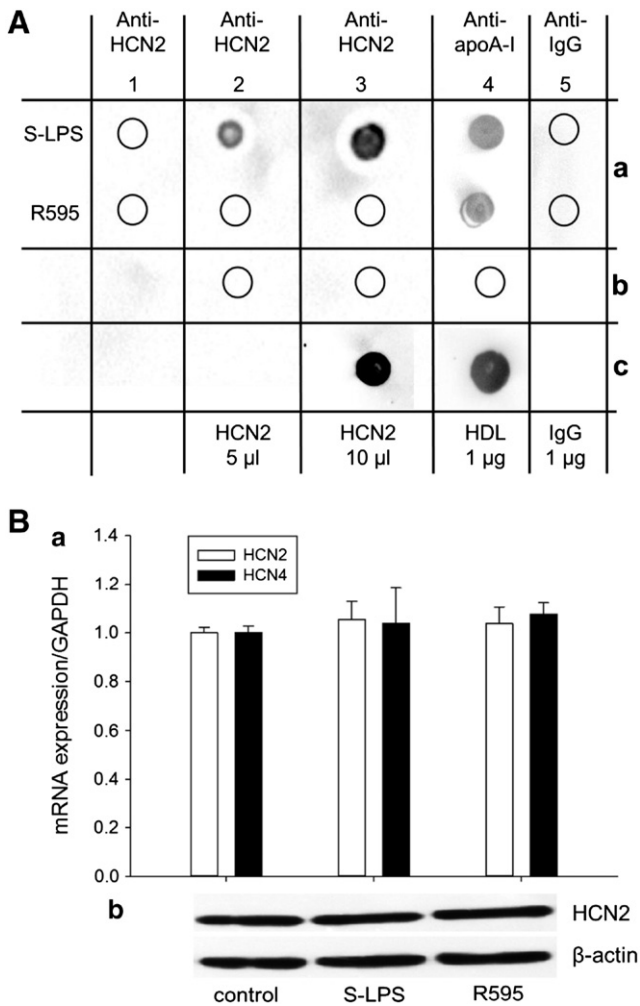 A
Anti-HCN2 Anti-HCN2 Anti-HCN2 Anti-apoA-I Anti-IgG
1 2 3 4 5
S-LPS
a
R595
b
c
HCN2 5 µl HCN2 10 µl HDL 1 µg IgG 1 µg
B
a
mRNA expression/GAPDH
1.4
1.2
1.0
0.8
0.6
0.4
0.2
0.0
HCN2
HCN4
b
HCN2
β-actin
control S-LPS R595